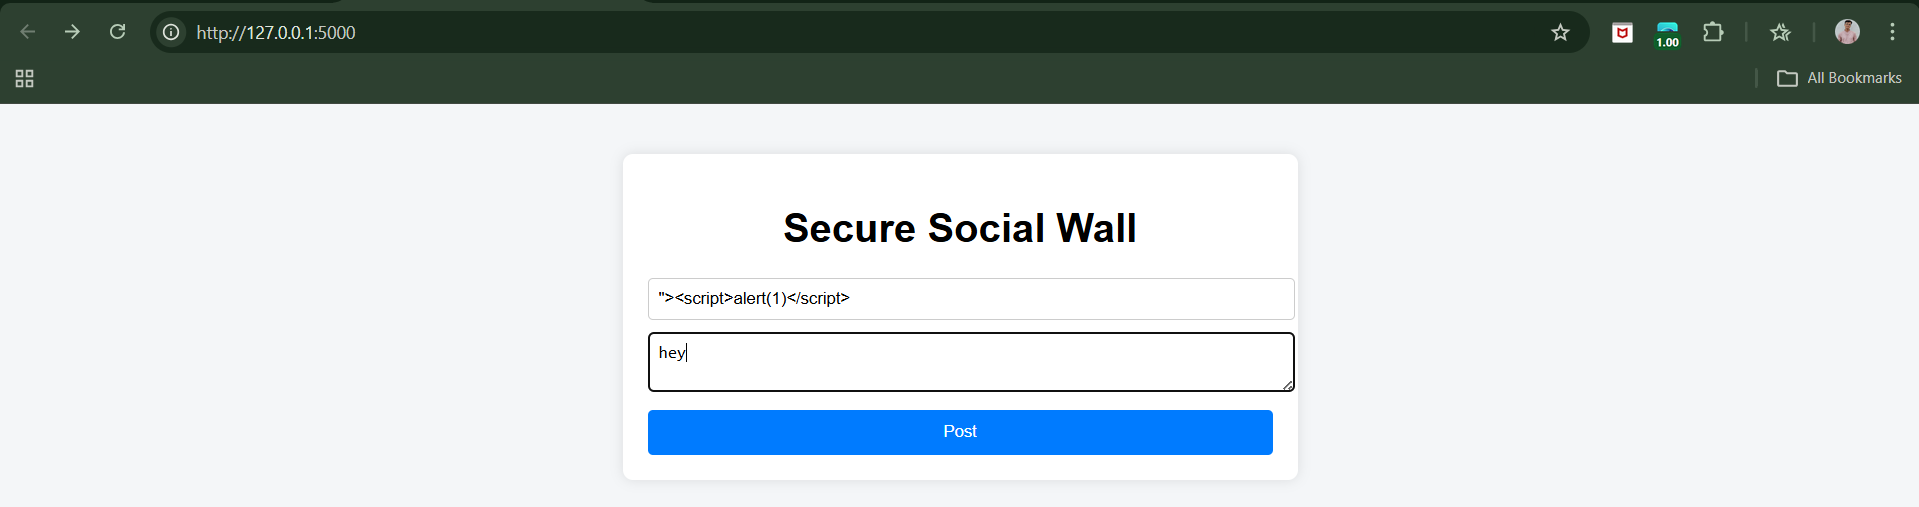 http://127.0.0.1:5000
1.00
All Bookmarks
Secure Social Wall
"><script>alert(1)</script>
hey
Post